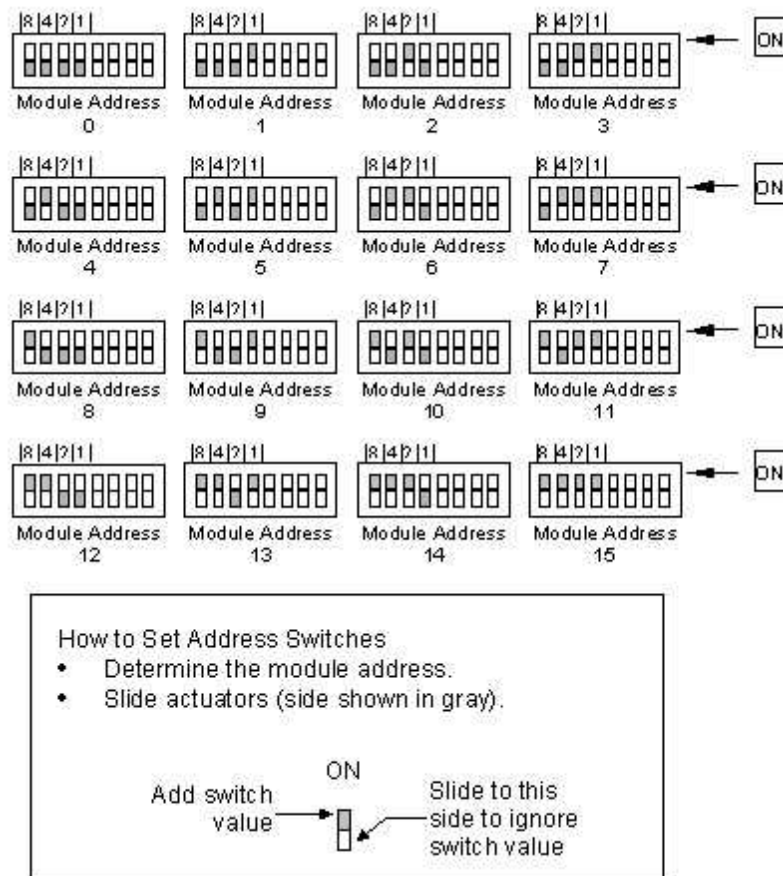 8 4 2 1 8 4 2 1 8 4 2 1 8 4 2 1 ON
Module Address Module Address Module Address Module Address
0 1 2 3
8 4 2 1 8 4 2 1 8 4 2 1 8 4 2 1 ON
Module Address Module Address Module Address Module Address
4 5 6 7
8 4 2 1 8 4 2 1 8 4 2 1 8 4 2 1 ON
Module Address Module Address Module Address Module Address
8 9 10 11
8 4 2 1 8 4 2 1 8 4 2 1 8 4 2 1 ON
Module Address Module Address Module Address Module Address
12 13 14 15
How to Set Address Switches
• Determine the module address.
• Slide actuators (side shown in gray).
ON
Add switch
value
Slide to this
side to ignore
switch value